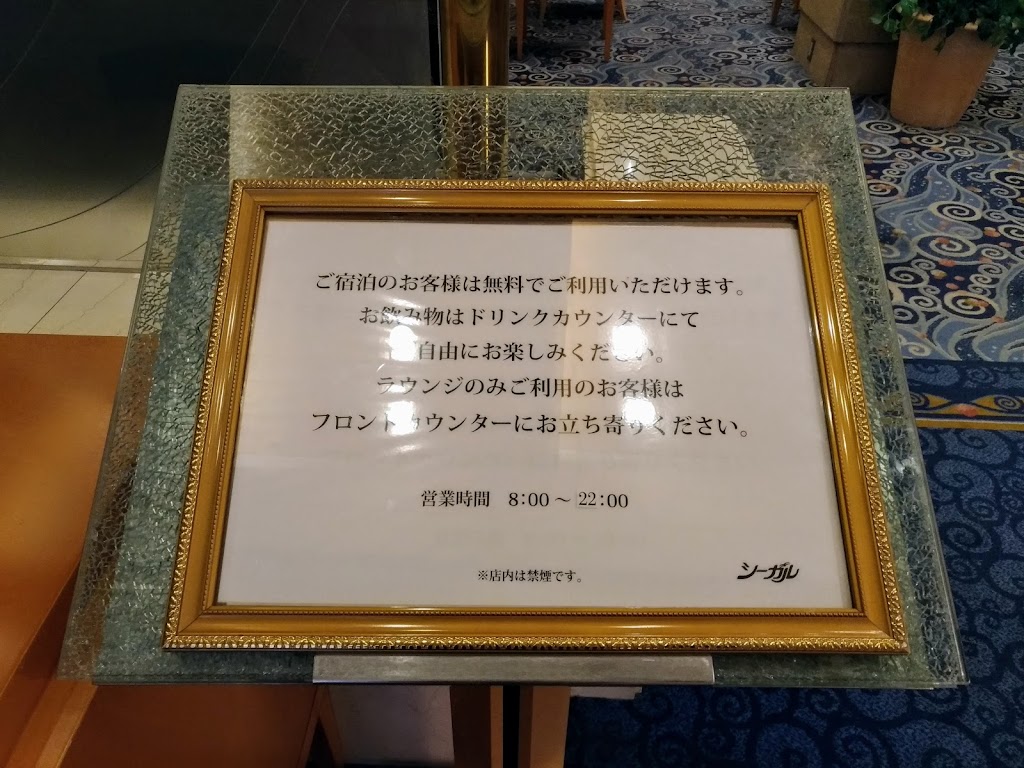 ご宿泊のお客様は無料でご利用いただけます。
お飲み物はドリンクカウンターにて
自由にお楽しみください。
ラウンジのみご利用のお客様は
フロントカウンターにお立ち寄りください。
営業時間 8:00～22:00
※店内は禁煙です。
シーガル